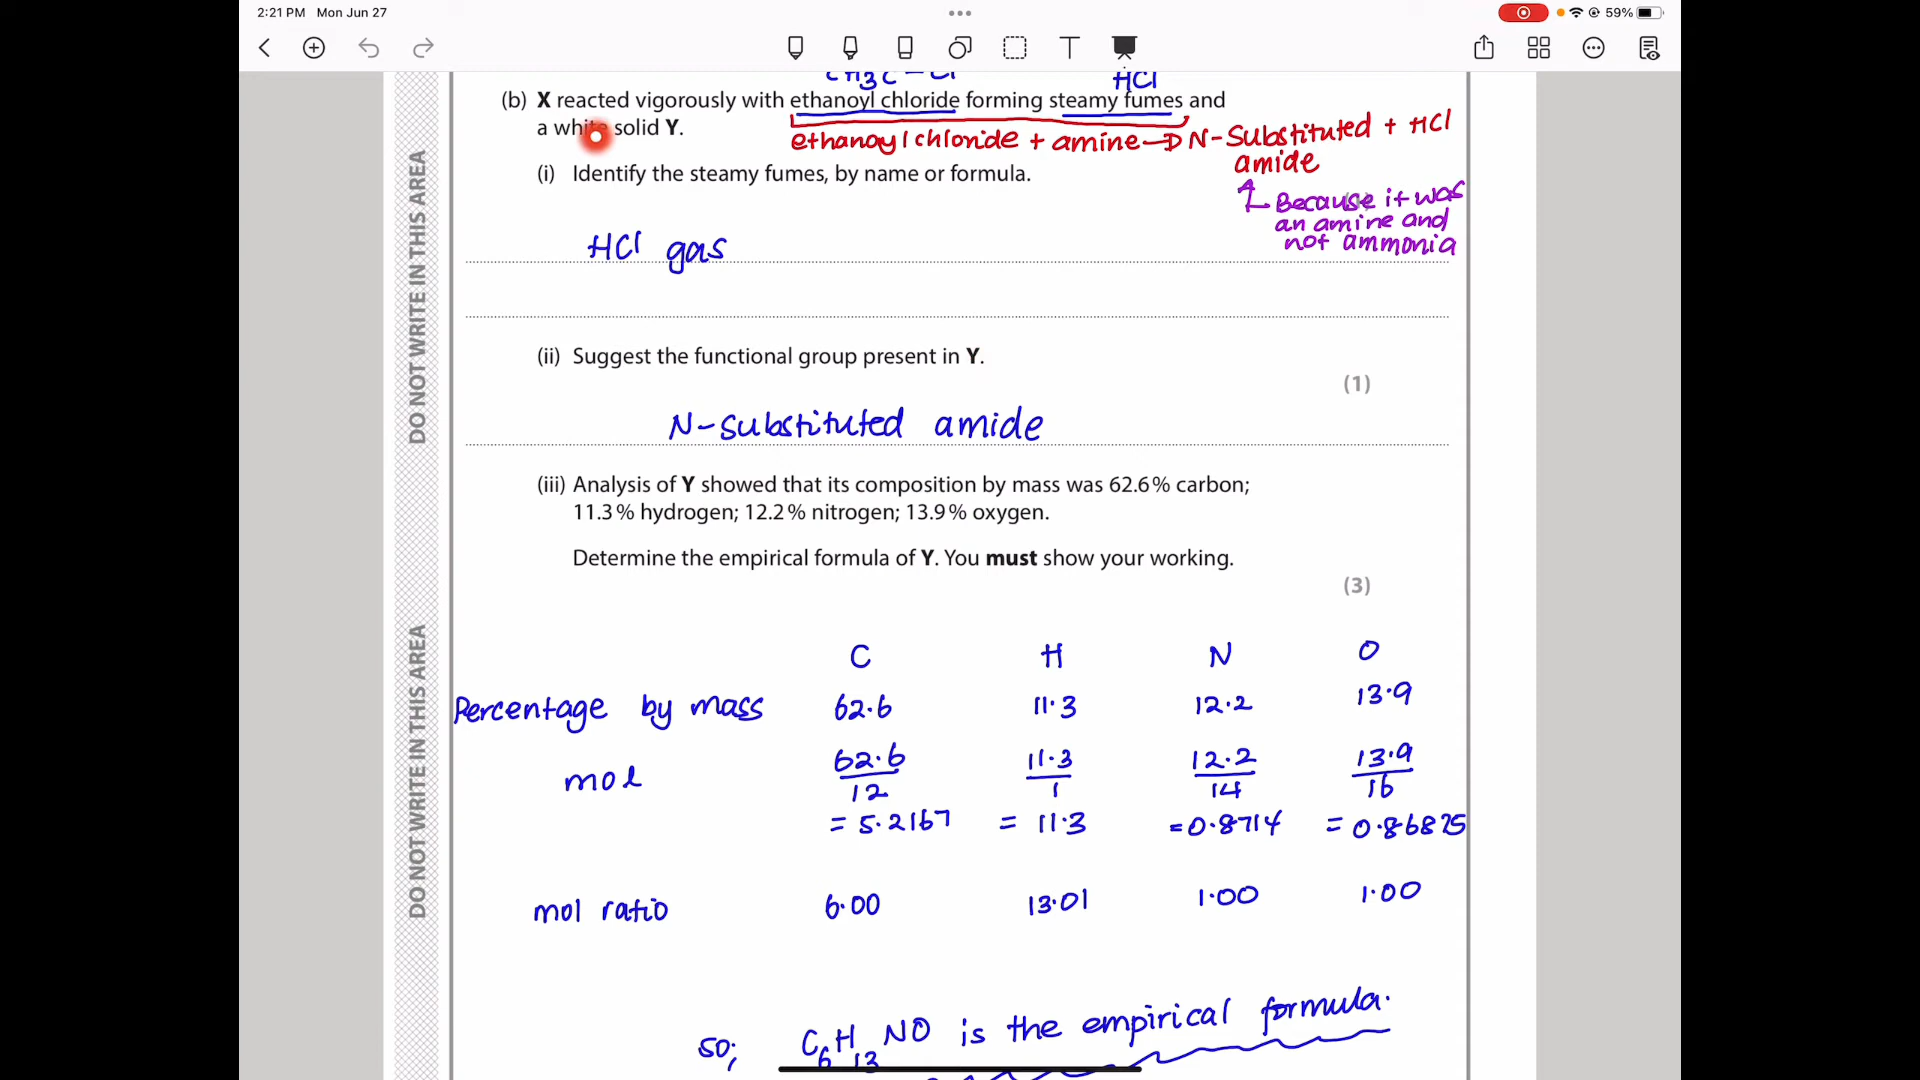 2:21 PM Mon Jun 27
59%
HCl
(b) X reacted vigorously with ethanoyl chloride forming steamy fumes and
a white solid Y.
ethanoyl chloride + amine → N-Substituted + HCl
amide
(i) Identify the steamy fumes, by name or formula.
Because it was
an amine and
not ammonia
HCl gas
(ii) Suggest the functional group present in Y.
(1)
N-substituted amide
(iii) Analysis of Y showed that its composition by mass was 62.6% carbon;
11.3% hydrogen; 12.2% nitrogen; 13.9% oxygen.
Determine the empirical formula of Y. You must show your working.
(3)
C H N O
Percentage by mass 62.6 11.3 12.2 13.9
mol 62.6/12 11.3/1 12.2/14 13.9/16
= 5.2167 = 11.3 = 0.8714 = 0.86875
mol ratio 6.00 13.01 1.00 1.00
so; C6H13NO is the empirical formula.
DO NOT WRITE IN THIS AREA
DO NOT WRITE IN THIS AREA